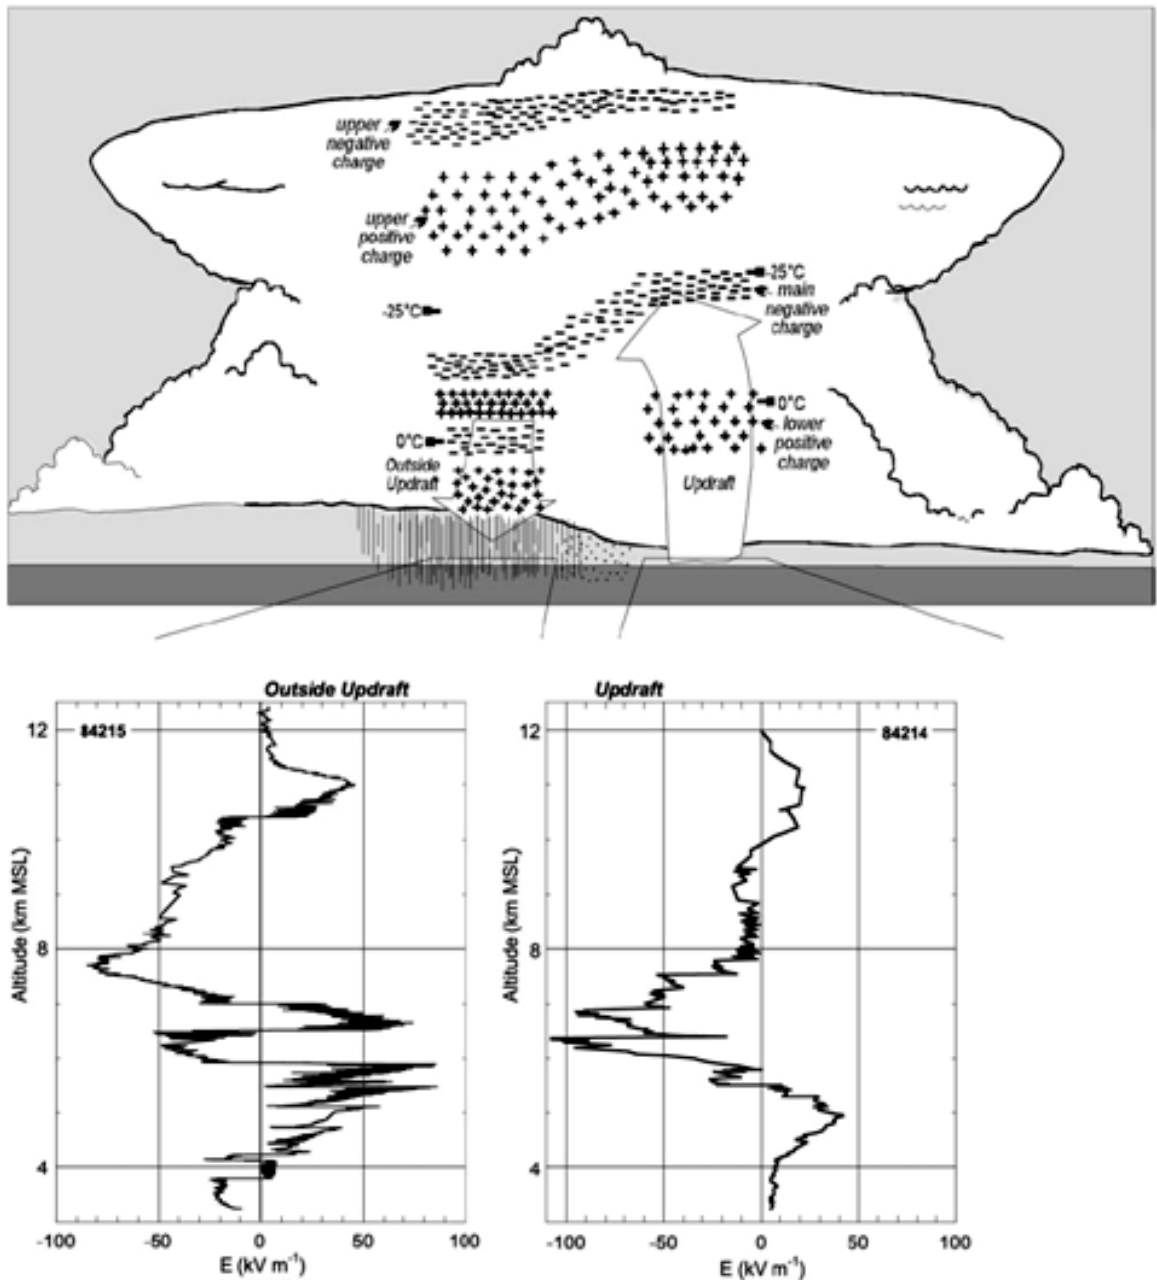 upper
negative
charge
upper
positive
charge
-25°C
-25°C
main
negative
charge
0°C
lower
positive
charge
0°C
Outside
Updraft
Updraft
Outside Updraft
84215
12
8
4
Altitude (km MSL)
-100 -50 0 50 100
E (kV m⁻¹)
Updraft
84214
12
8
4
Altitude (km MSL)
-100 -50 0 50 100
E (kV m⁻¹)